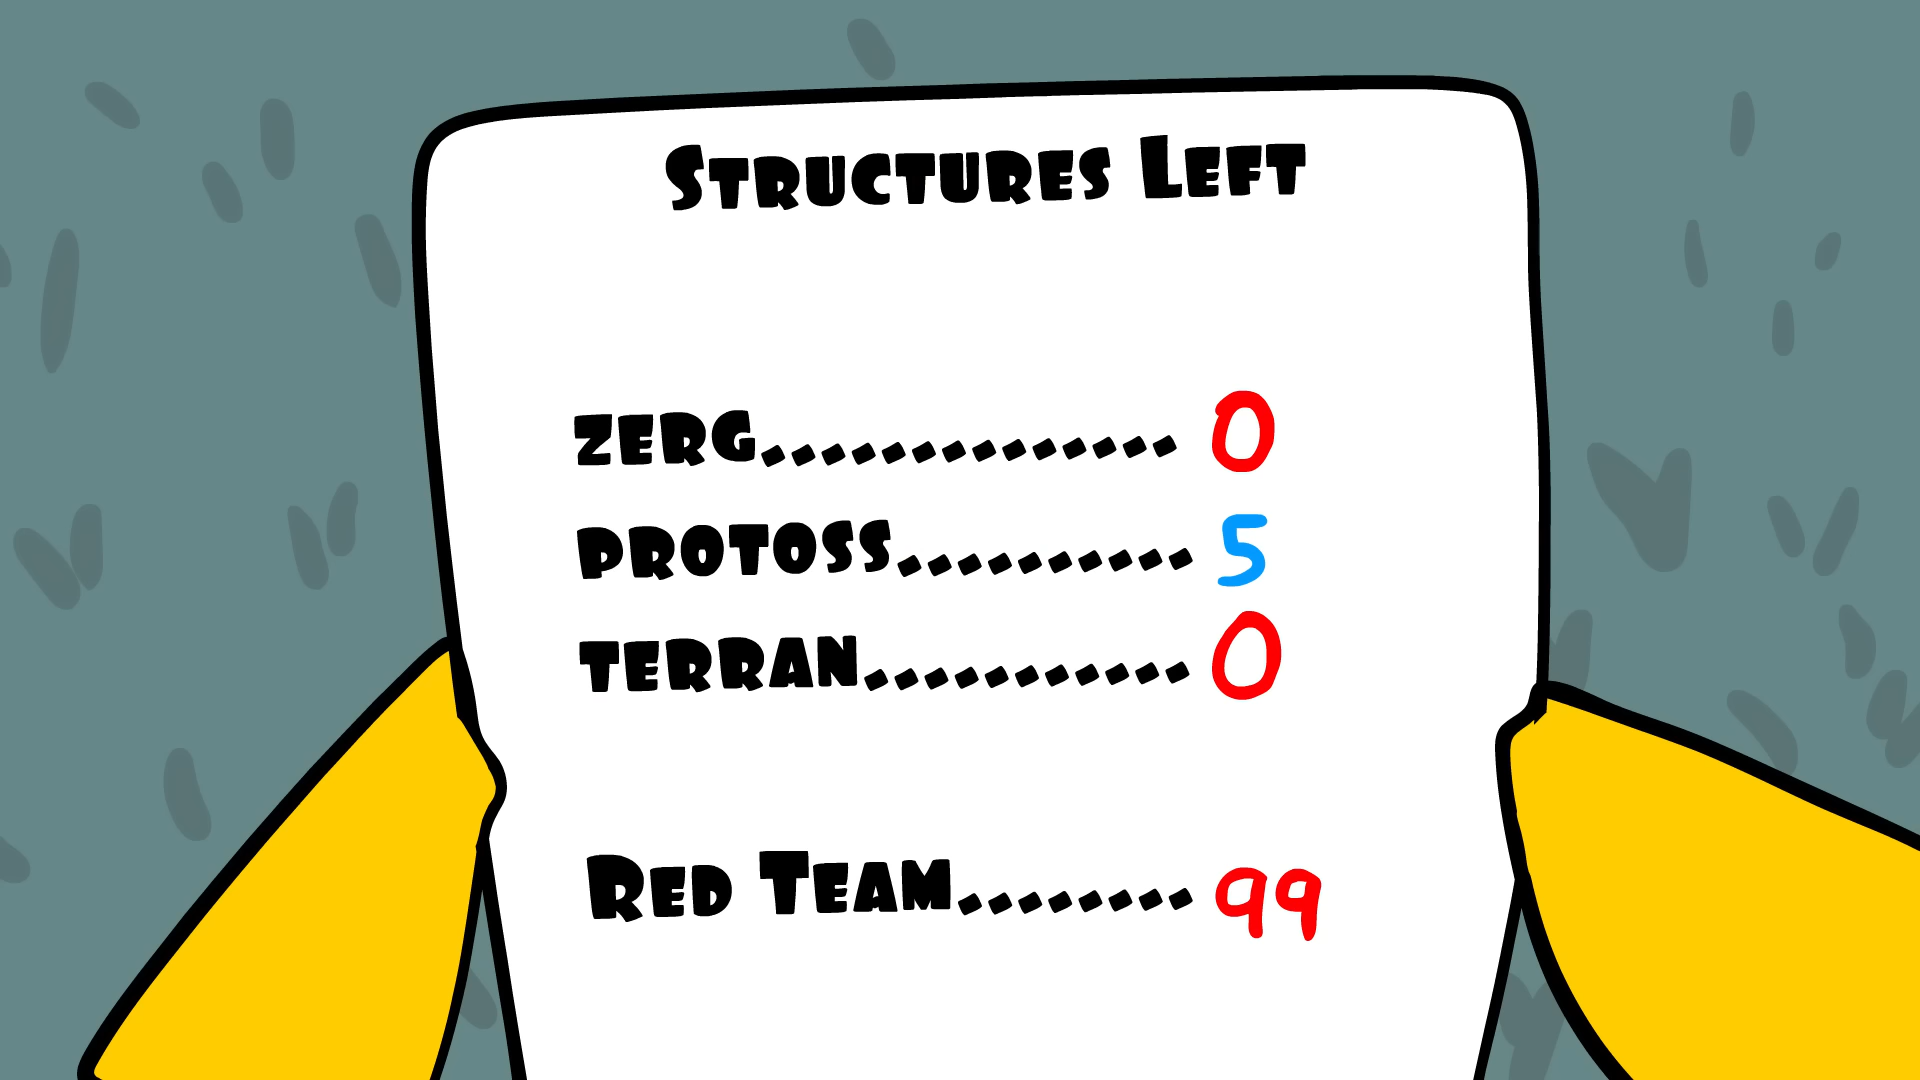 Structures Left
Zerg.............. 0
Protoss.......... 5
Terran........... 0
Red Team........ 99